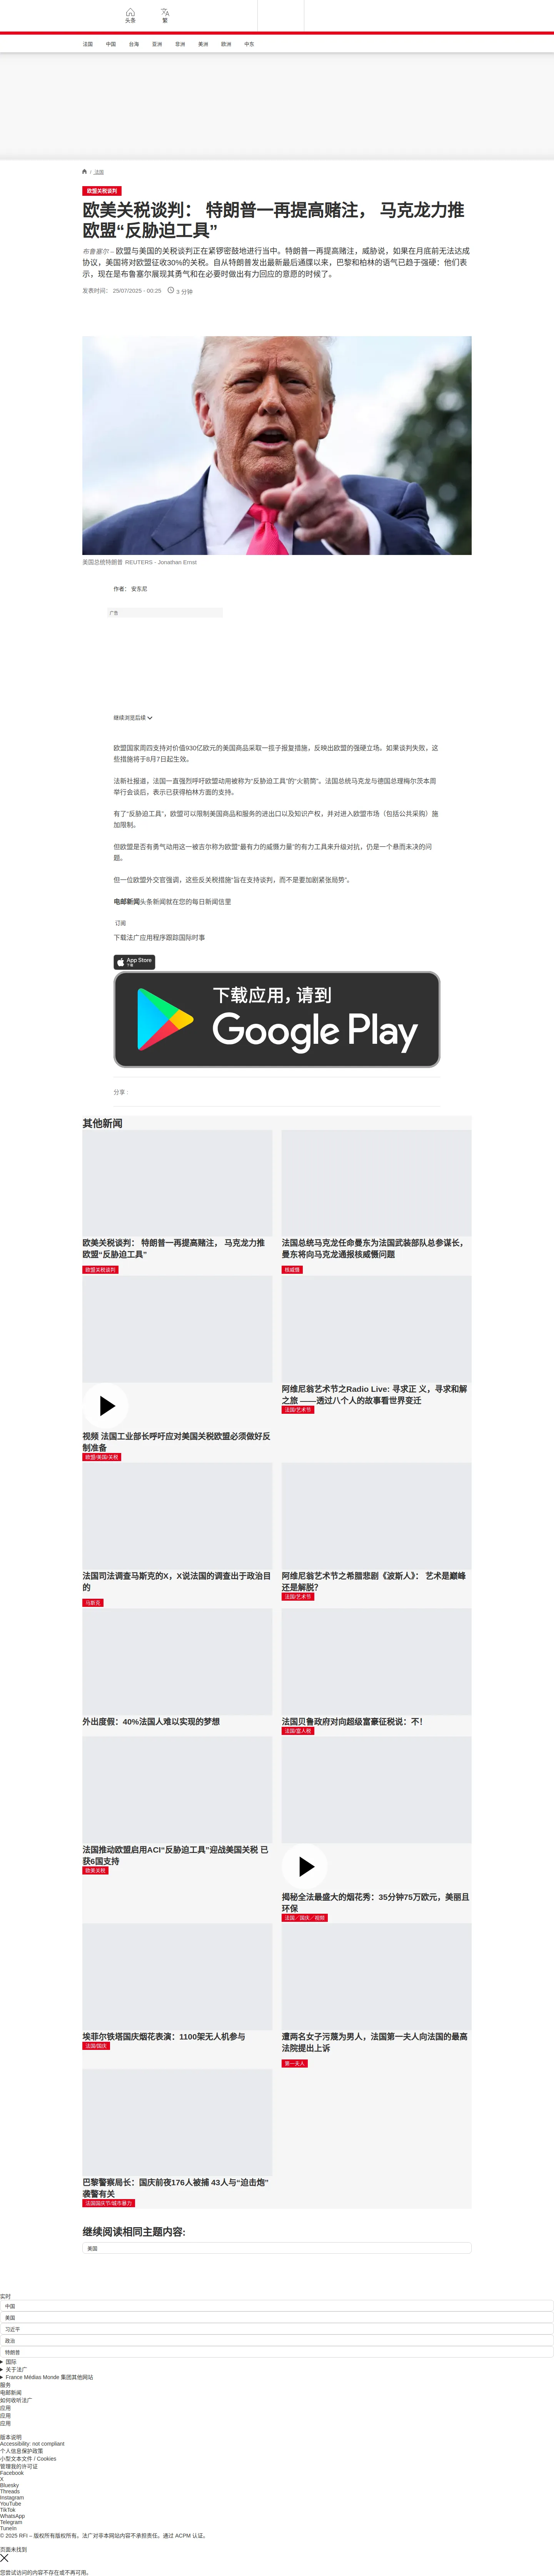 头条
繁
法国
中国
台海
亚洲
非洲
美洲
欧洲
中东
/ 法国
欧盟关税谈判
欧美关税谈判： 特朗普一再提高赌注， 马克龙力推
欧盟“反胁迫工具”
布鲁塞尔 – 欧盟与美国的关税谈判正在紧锣密鼓地进行当中。特朗普一再提高赌注，威胁说，如果在月底前无法达成
协议，美国将对欧盟征收30%的关税。自从特朗普发出最新最后通牒以来，巴黎和柏林的语气已趋于强硬：他们表
示，现在是布鲁塞尔展现其勇气和在必要时做出有力回应的意愿的时候了。
发表时间： 25/07/2025 - 00:25
3 分钟
美国总统特朗普 REUTERS - Jonathan Ernst
作者： 安东尼
广告
继续浏览后续
欧盟国家周四支持对价值930亿欧元的美国商品采取一揽子报复措施，反映出欧盟的强硬立场。如果谈判失败，这
些措施将于8月7日起生效。
法新社报道，法国一直强烈呼吁欧盟动用被称为“反胁迫工具”的“火箭筒”。法国总统马克龙与德国总理梅尔茨本周
举行会谈后，表示已获得柏林方面的支持。
有了“反胁迫工具”，欧盟可以限制美国商品和服务的进出口以及知识产权，并对进入欧盟市场（包括公共采购）施
加限制。
但欧盟是否有勇气动用这一被吉尔称为欧盟“最有力的威慑力量”的有力工具来升级对抗，仍是一个悬而未决的问
题。
但一位欧盟外交官强调，这些反关税措施“旨在支持谈判，而不是要加剧紧张局势”。
电邮新闻头条新闻就在您的每日新闻信里
订阅
下载法广应用程序跟踪国际时事
App Store
下载
下载应用，请到
Google Play
分享 :
其他新闻
欧美关税谈判： 特朗普一再提高赌注， 马克龙力推
欧盟“反胁迫工具”
欧盟关税谈判
法国总统马克龙任命曼东为法国武装部队总参谋长，
曼东将向马克龙通报核威慑问题
核威慑
视频 法国工业部长呼吁应对美国关税欧盟必须做好反
制准备
欧盟/美国/关税
阿维尼翁艺术节之Radio Live: 寻求正 义，寻求和解
之旅 ——透过八个人的故事看世界变迁
法国/艺术节
法国司法调查马斯克的X，X说法国的调查出于政治目
的
马斯克
阿维尼翁艺术节之希腊悲剧《波斯人》： 艺术是巅峰
还是解脱？
法国/艺术节
外出度假：40%法国人难以实现的梦想
法国贝鲁政府对向超级富豪征税说：不！
法国/富人税
法国推动欧盟启用ACI“反胁迫工具”迎战美国关税 已
获6国支持
欧美关税
揭秘全法最盛大的烟花秀：35分钟75万欧元，美丽且
环保
法国／国庆／视频
埃菲尔铁塔国庆烟花表演：1100架无人机参与
法国/国庆
遭两名女子污蔑为男人，法国第一夫人向法国的最高
法院提出上诉
第一夫人
巴黎警察局长：国庆前夜176人被捕 43人与“迫击炮”
袭警有关
法国国庆节/城市暴力
继续阅读相同主题内容:
美国
实时
中国
美国
习近平
政治
特朗普
国际
关于法广
France Médias Monde 集团其他网站
服务
电邮新闻
如何收听法广
应用
应用
应用
版本说明
Accessibility: not compliant
个人信息保护政策
小型文本文件 / Cookies
管理我的许可证
Facebook
X
Bluesky
Threads
Instagram
YouTube
TikTok
WhatsApp
Telegram
TuneIn
© 2025 RFI – 版权所有版权所有。法广对非本网站内容不承担责任。通过 ACPM 认证。
页面未找到
您尝试访问的内容不存在或不再可用。